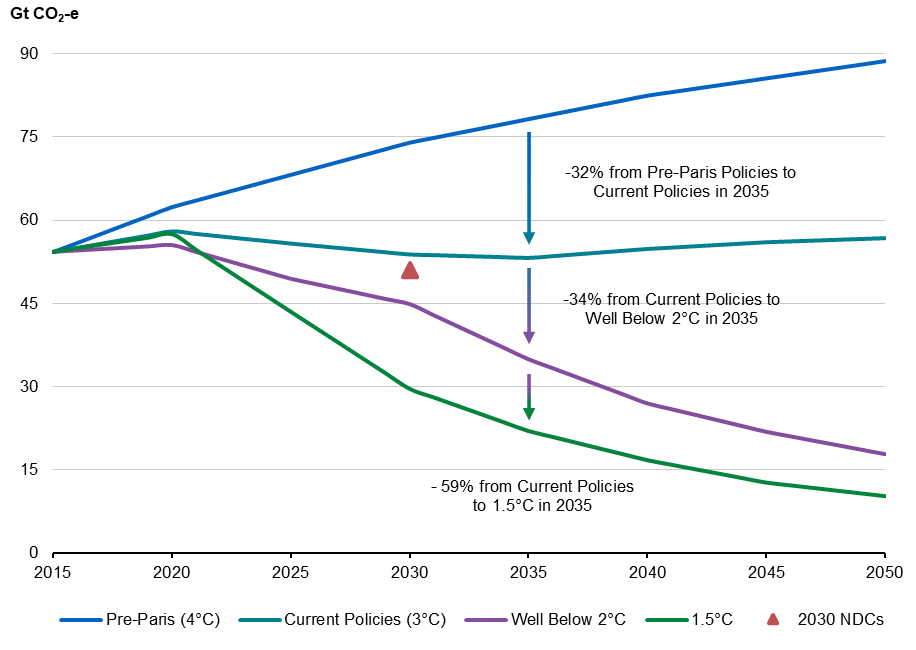 Gt CO₂-e
90
75
60
45
30
15
0
-32% from Pre-Paris Policies to
Current Policies in 2035
-34% from Current Policies to
Well Below 2°C in 2035
- 59% from Current Policies
to 1.5°C in 2035
2015 2020 2025 2030 2035 2040 2045 2050
Pre-Paris (4°C) Current Policies (3°C) Well Below 2°C 1.5°C 2030 NDCs